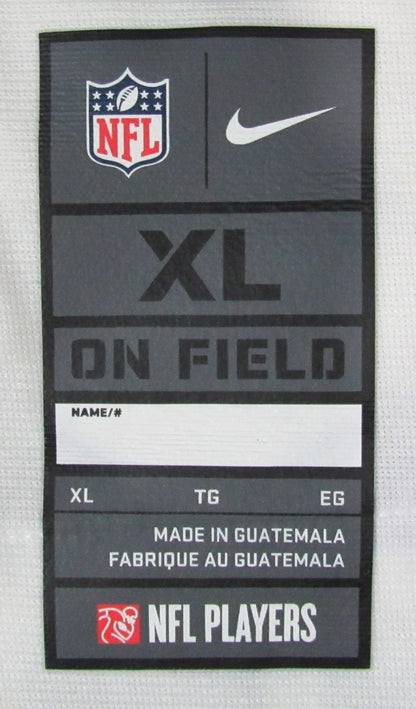 NFL
XL
ON FIELD
NAME/#
XL TG EG
MADE IN GUATEMALA
FABRIQUE AU GUATEMALA
NFL PLAYERS